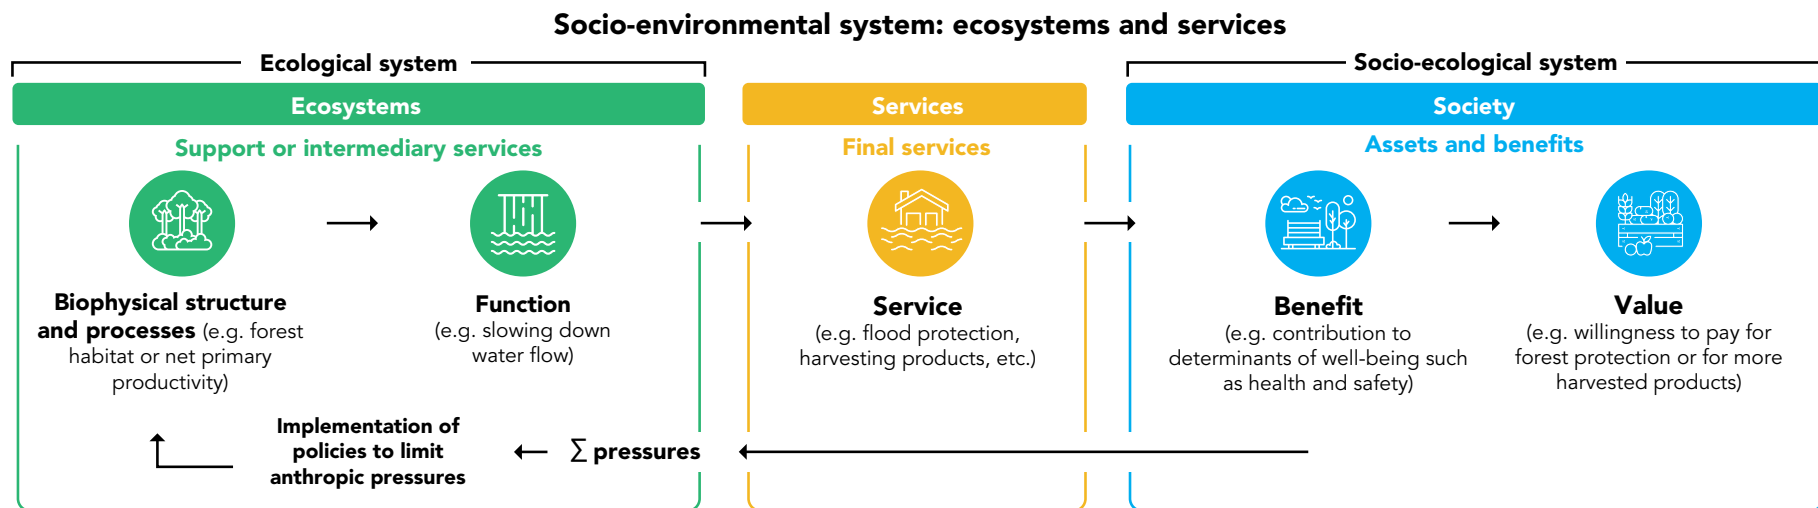 Socio-environmental system: ecosystems and services
Ecological system
Socio-ecological system
Ecosystems
Services
Society
Support or intermediary services
Final services
Assets and benefits
Biophysical structure
and processes (e.g. forest
habitat or net primary
productivity)
Function
(e.g. slowing down
water flow)
Service
(e.g. flood protection,
harvesting products, etc.)
Benefit
(e.g. contribution to
determinants of well-being such
as health and safety)
Value
(e.g. willingness to pay for
forest protection or for more
harvested products)
Implementation of
policies to limit
anthropic pressures
∑ pressures